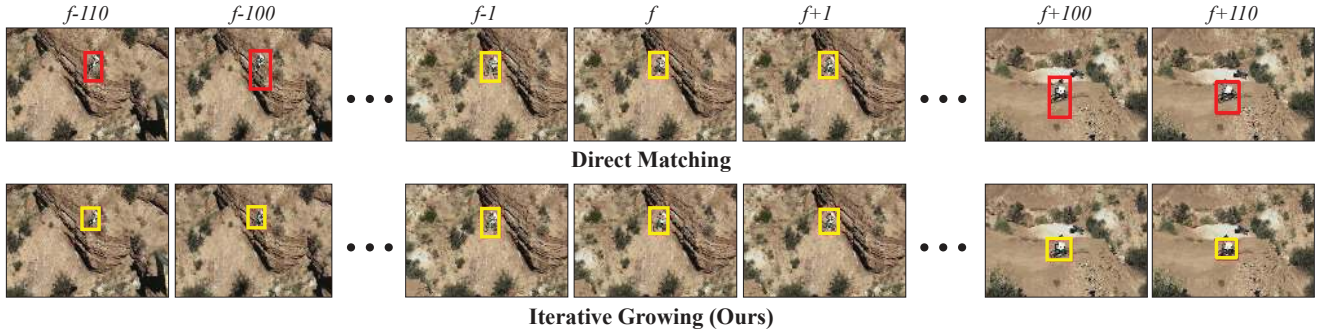 f-110 f-100 f-1 f f+1 f+100 f+110
Direct Matching
Iterative Growing (Ours)